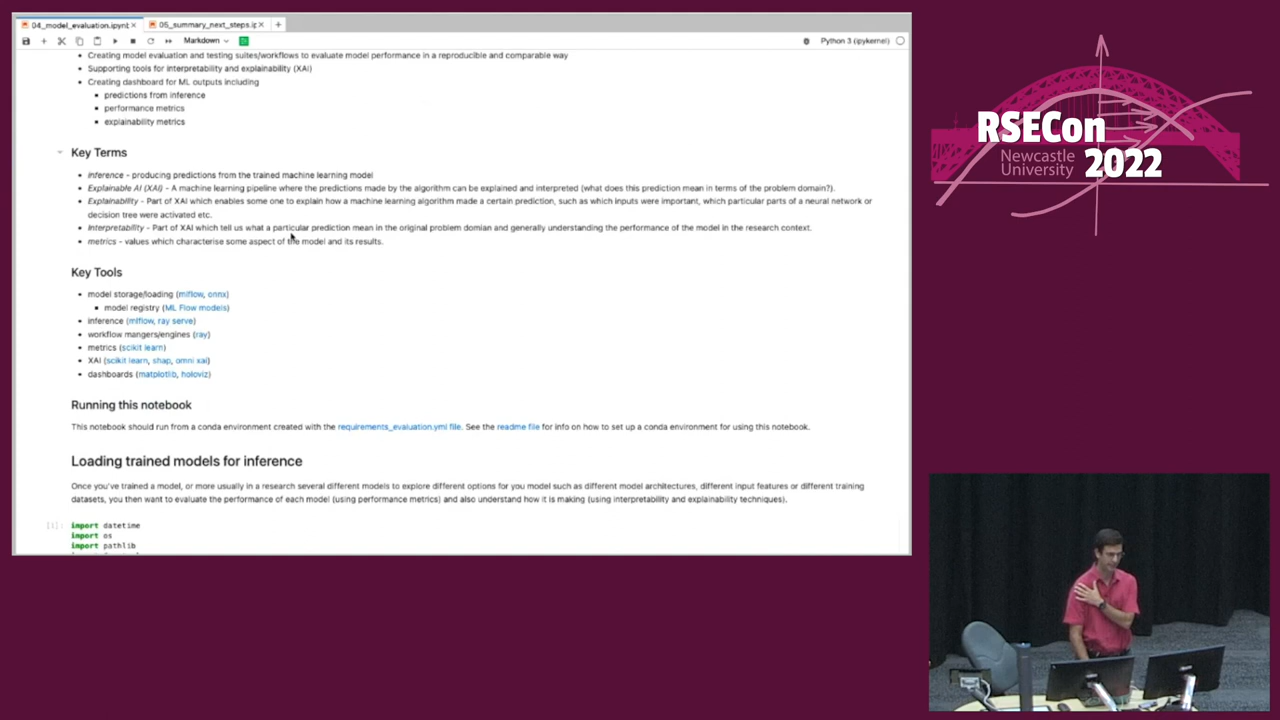 04_model_evaluation.ipynb
05_summary_next_steps.ip
Markdown
Python 3 (ipykernel)
Creating model evaluation and testing suites/workflows to evaluate model performance in a reproducible and comparable way
Supporting tools for interpretability and explainability (XAI)
Creating dashboard for ML outputs including
predictions from inference
performance metrics
explainability metrics
Key Terms
Inference - producing predictions from the trained machine learning model
Explainable AI (XAI) - A machine learning pipeline where the predictions made by the algorithm can be explained and interpreted (what does this prediction mean in terms of the problem domain?).
Explainability - Part of XAI which enables some one to explain how a machine learning algorithm made a certain prediction, such as which inputs were important, which particular parts of a neural network or
decision tree were activated etc.
Interpretability - Part of XAI which tell us what a particular prediction mean in the original problem domian and generally understanding the performance of the model in the research context.
metrics - values which characterise some aspect of the model and its results.
Key Tools
model storage/loading (mlflow, onnx)
model registry (ML Flow models)
inference (mlflow, ray serve)
workflow mangers/engines (ray)
metrics (scikit learn)
XAI (scikit learn, shap, omni xai)
dashboards (matplotlib, holoviz)
Running this notebook
This notebook should run from a conda environment created with the requirements_evaluation.yml file. See the readme file for info on how to set up a conda environment for using this notebook.
Loading trained models for inference
Once you've trained a model, or more usually in a research several different models to explore different options for you model such as different model architectures, different input features or different training
datasets, you then want to evaluate the performance of each model (using performance metrics) and also understand how it is making (using interpretability and explainability techniques).
[1]: import datetime
import os
import pathlib
RSECon
Newcastle
University
2022